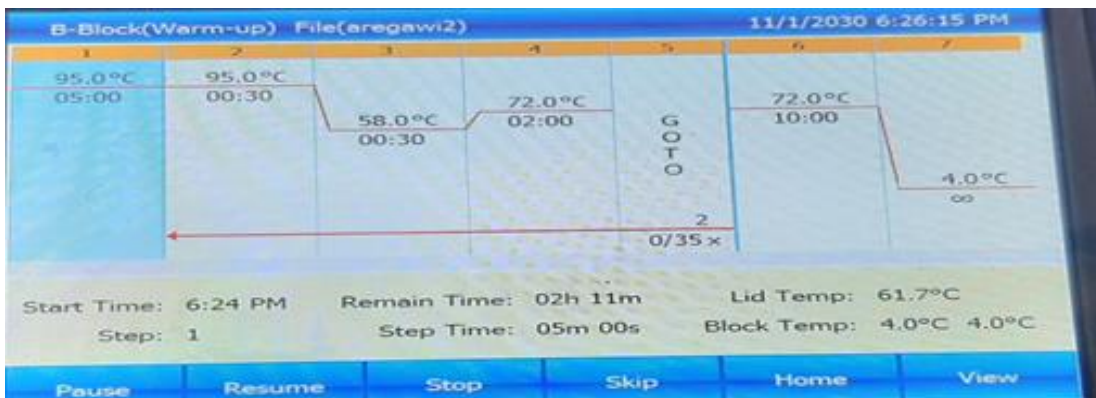 B-Block(Warm-up) File(aregawi2) 11/1/2030 6:26:15 PM
1 2 3 4 5 6 7
95.0°C 95.0°C 58.0°C 72.0°C 72.0°C 4.0°C
05:00 00:30 00:30 02:00 10:00 ∞
GOTO
2
0/35 x
Start Time: 6:24 PM Remain Time: 02h 11m Lid Temp: 61.7°C
Step: 1 Step Time: 05m 00s Block Temp: 4.0°C 4.0°C
Pause Resume Stop Skip Home View